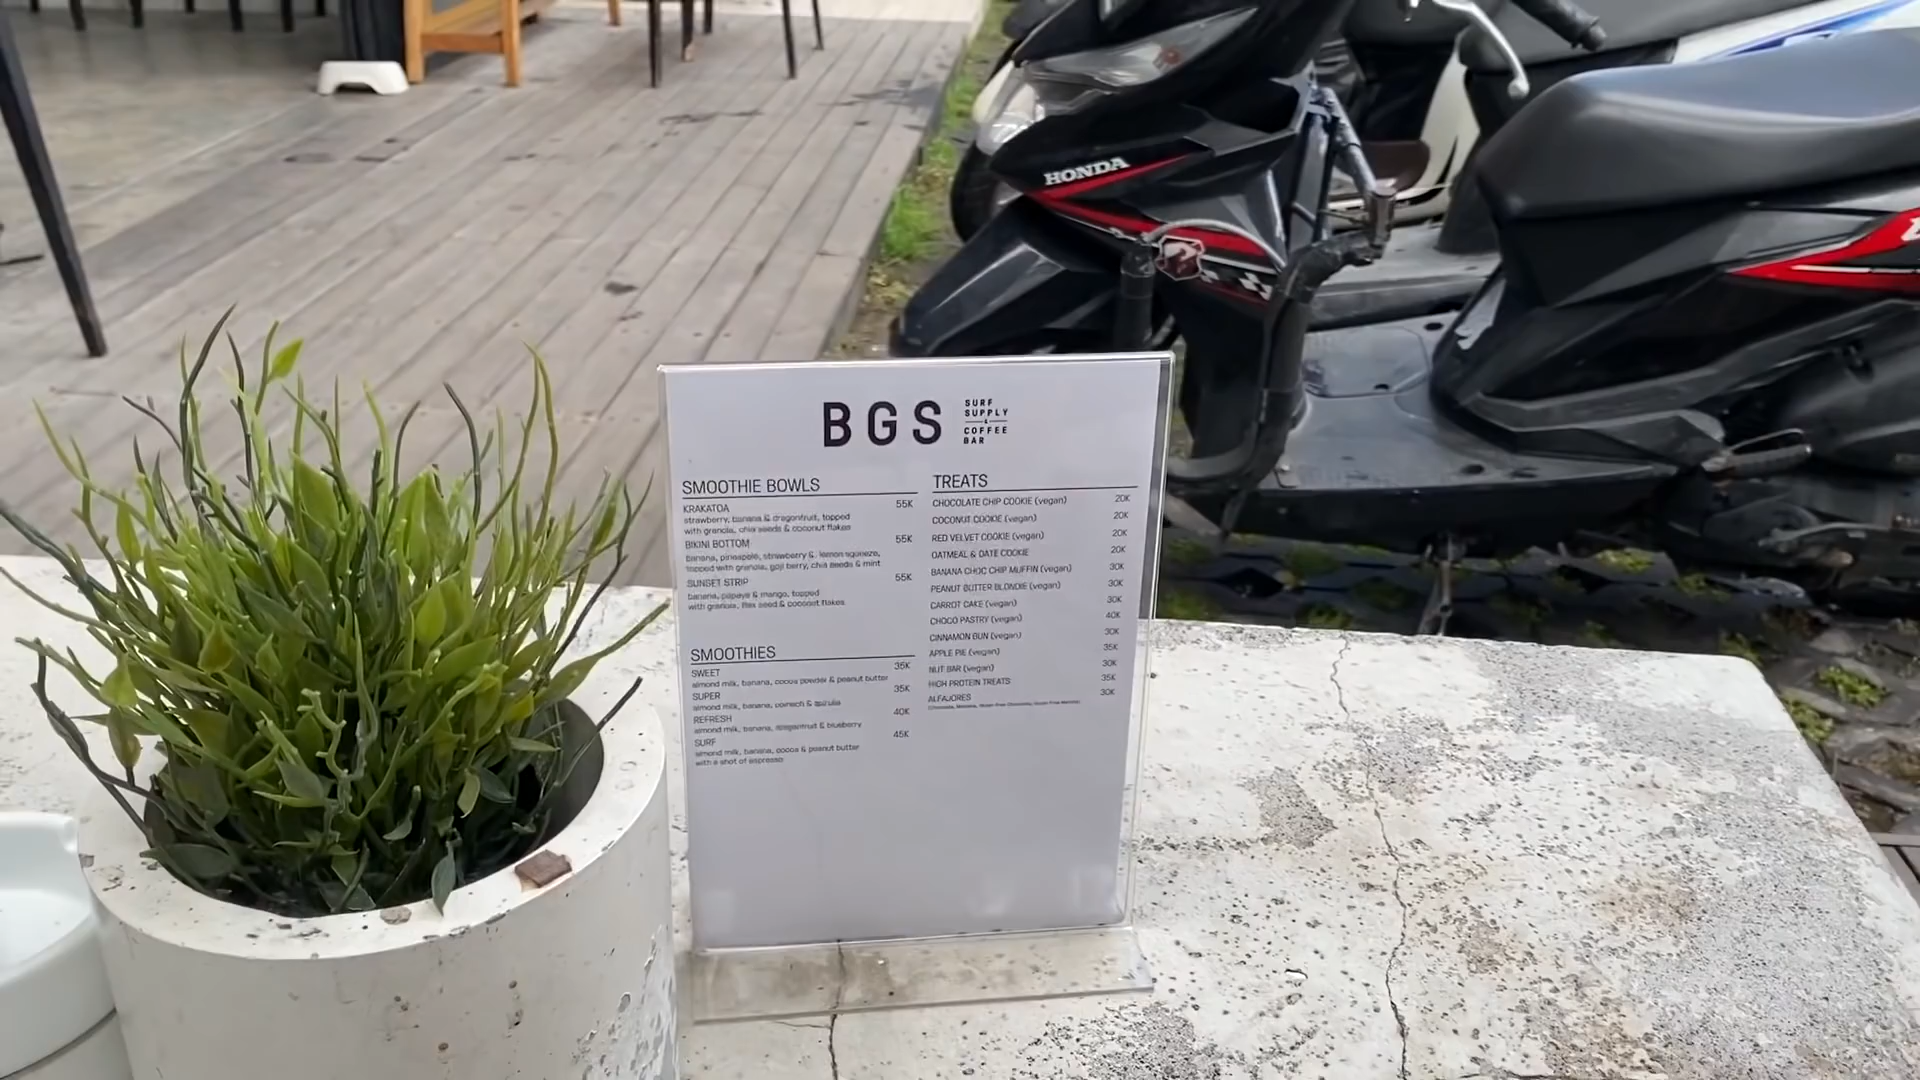 HONDA
BGS
SURF
SUPPLY
&
COFFEE
BAR
SMOOTHIE BOWLS
KRAKATOA 55K
strawberry, banana & dragonfruit, topped
with granola, chia seeds & coconut flakes
BIKINI BOTTOM 55K
banana, pineapple, strawberry & lemon squeeze,
topped with granola, goji berry, chia seeds & mint
SUNSET STRIP 55K
banana, papaya & mango, topped
with granola, flax seed & coconut flakes
SMOOTHIES
SWEET 35K
almond milk, banana, cocoa powder & peanut butter
SUPER 35K
almond milk, banana, & spirulia
REFRESH 40K
almond milk, banana, dragonfruit & blueberry
SURF 45K
almond milk, banana, cocoa & peanut butter
with a shot of espresso
TREATS
CHOCOLATE CHIP COOKIE (vegan) 20K
COCONUT COOKIE (vegan) 20K
RED VELVET COOKIE (vegan) 20K
OATMEAL & DATE COOKIE 20K
BANANA CHOC CHIP MUFFIN (vegan) 30K
PEANUT BUTTER BLONDIE (vegan) 30K
CARROT CAKE (vegan) 30K
CHOCO PASTRY (vegan) 40K
CINNAMON BUN (vegan) 30K
APPLE PIE (vegan) 35K
NUT BAR (vegan) 30K
HIGH PROTEIN TREATS 35K
ALFAJORES 30K